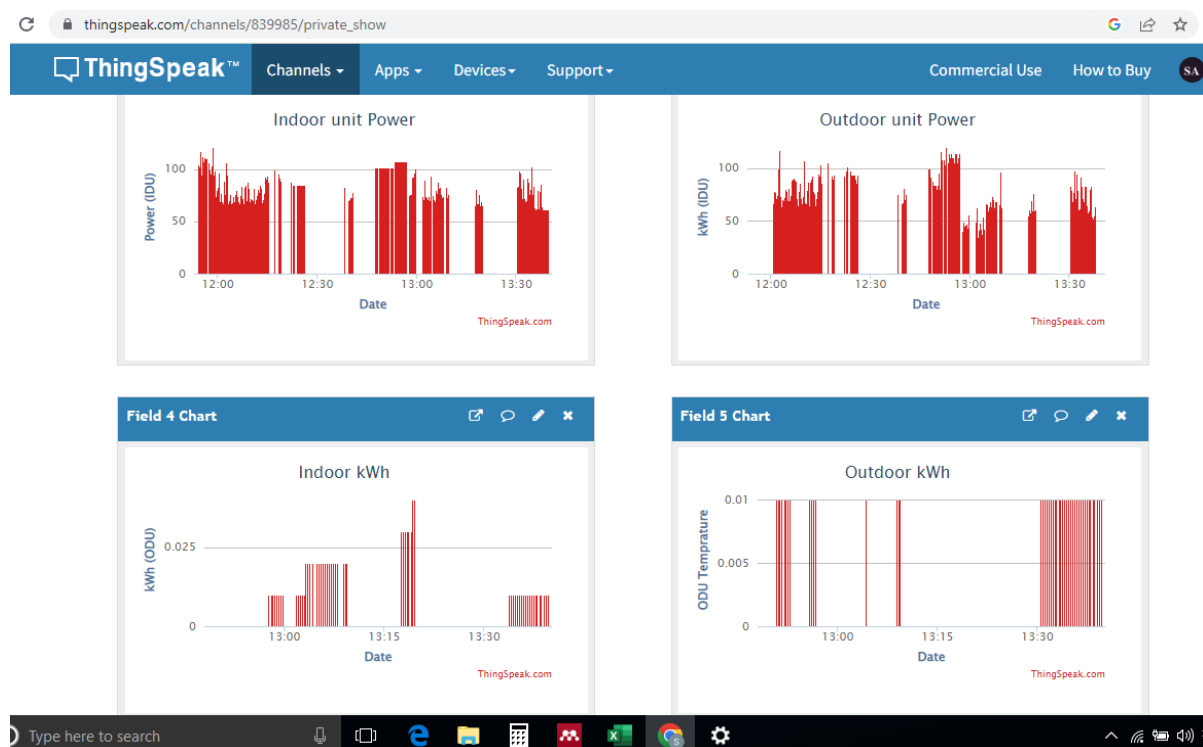 thingspeak.com/channels/839985/private_show
ThingSpeak™ Channels Apps Devices Support Commercial Use How to Buy SA
Indoor unit Power
Power (IDU)
100
50
0
12:00 12:30 13:00 13:30
Date
ThingSpeak.com
Outdoor unit Power
kWh (IDU)
100
50
0
12:00 12:30 13:00 13:30
Date
ThingSpeak.com
Field 4 Chart
Indoor kWh
kWh (ODU)
0.025
0
13:00 13:15 13:30
Date
ThingSpeak.com
Field 5 Chart
Outdoor kWh
ODU Temprature
0.01
0.005
0
13:00 13:15 13:30
Date
ThingSpeak.com
Type here to search